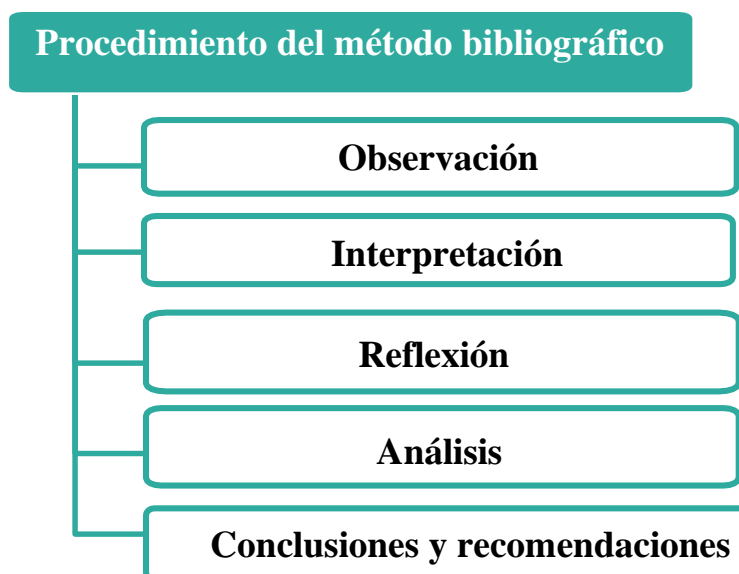 Procedimiento del método bibliográfico
Observación
Interpretación
Reflexión
Análisis
Conclusiones y recomendaciones